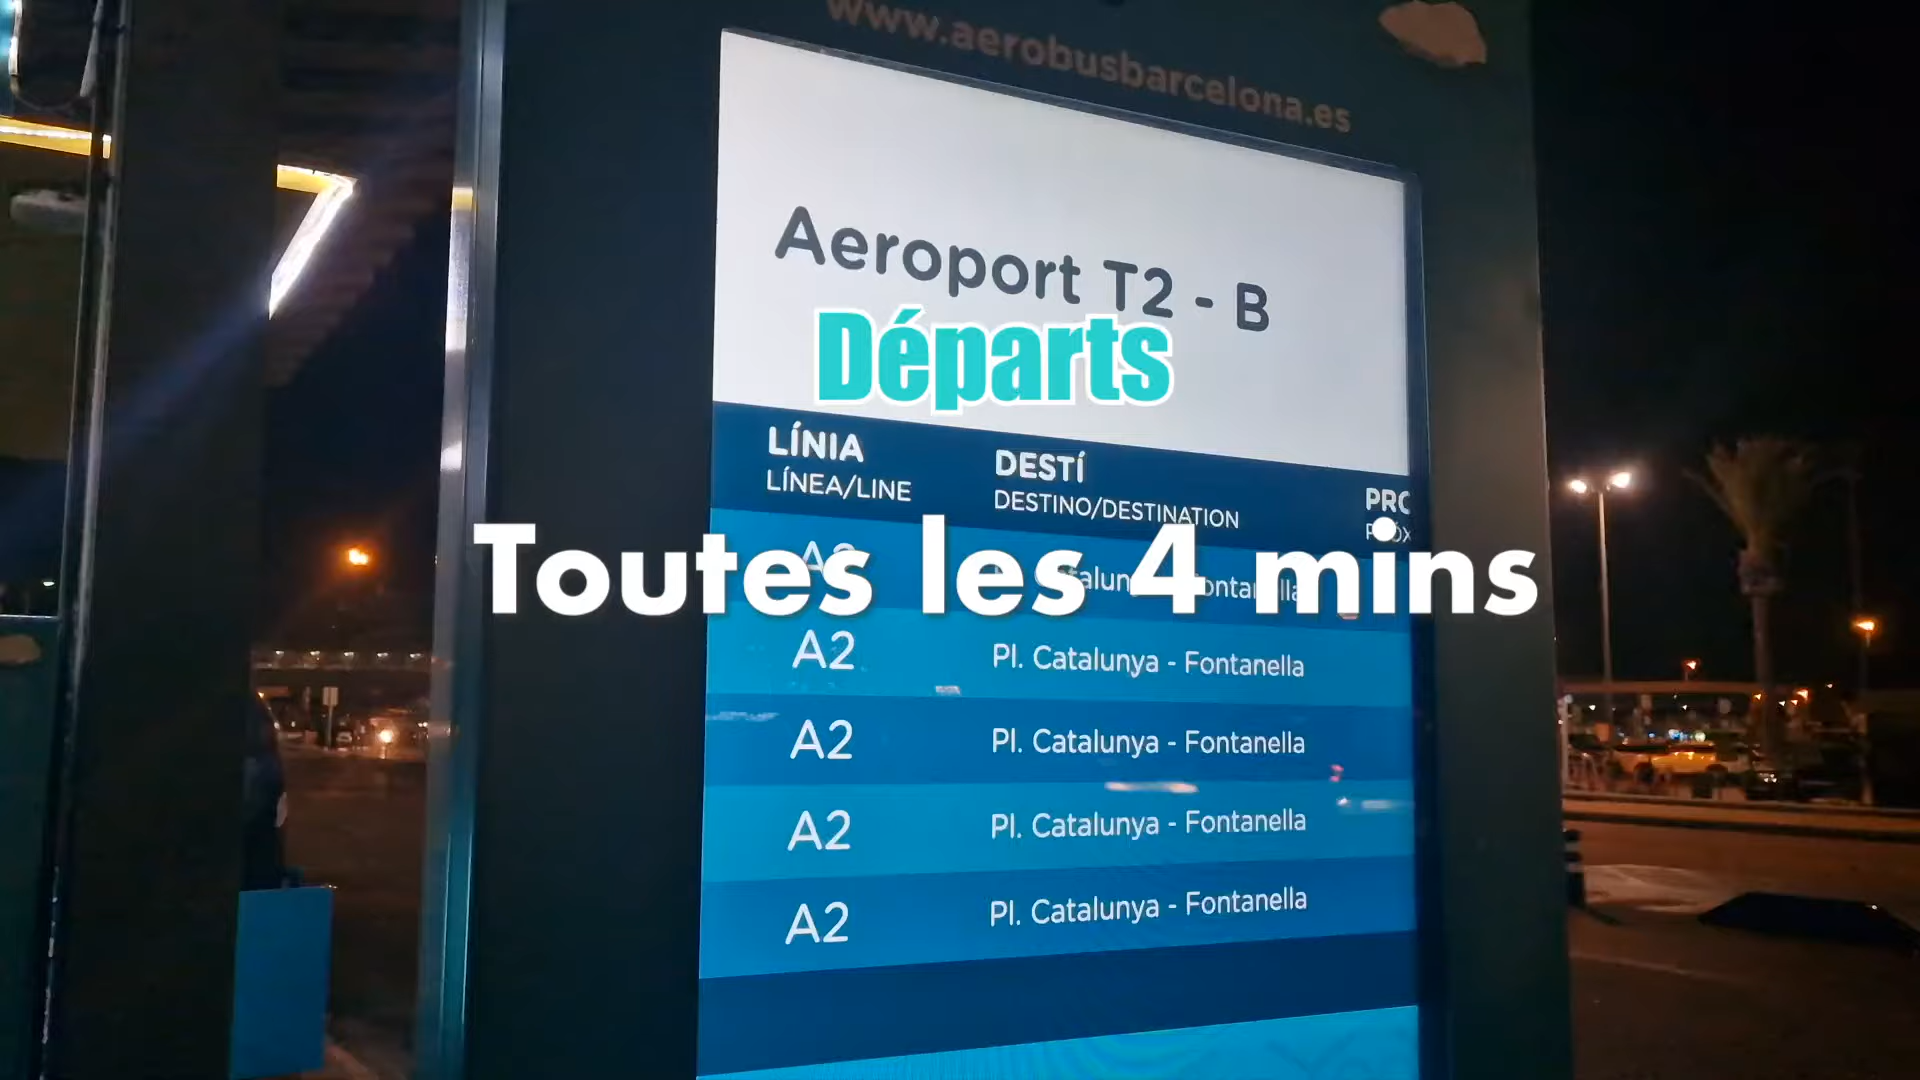 www.aerobusbarcelona.es
Aeroport T2 - B
Départs
LÍNIA
LÍNEA/LINE
DESTÍ
DESTINO/DESTINATION
Toutes les 4 mins
A2
Pl. Catalunya - Fontanella
A2
Pl. Catalunya - Fontanella
A2
Pl. Catalunya - Fontanella
A2
Pl. Catalunya - Fontanella